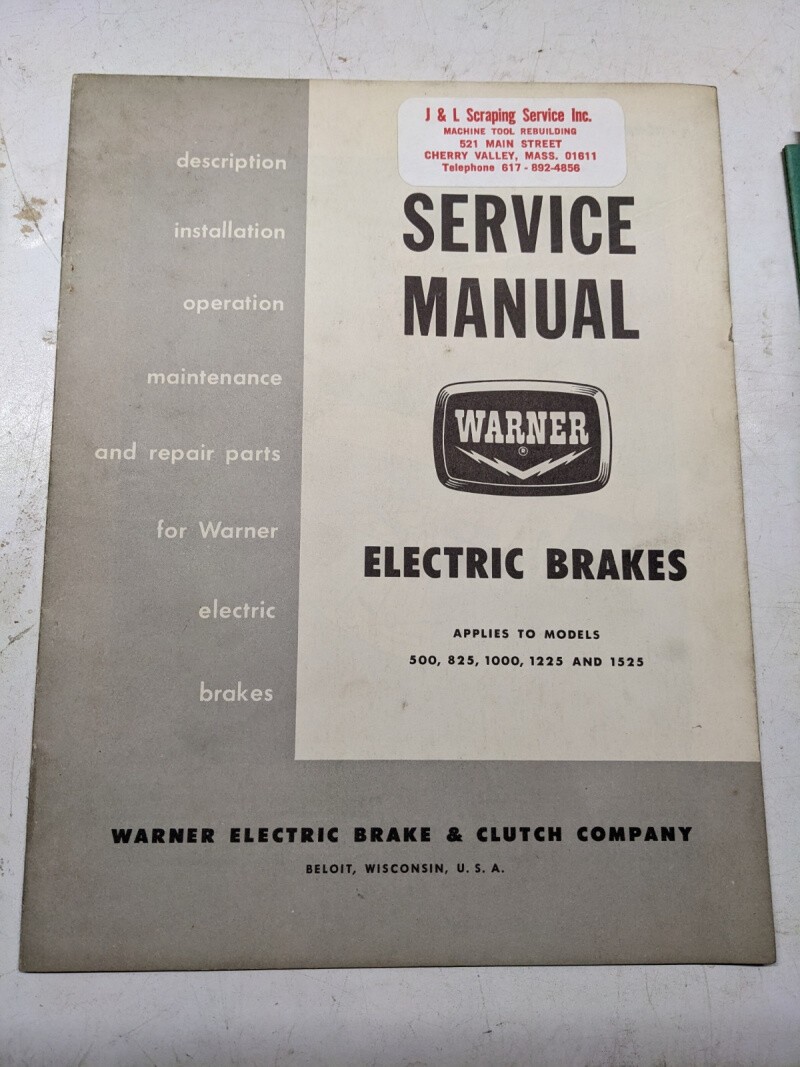 J & L Scraping Service Inc.
MACHINE TOOL REBUILDING
521 MAIN STREET
CHERRY VALLEY, MASS. 01611
Telephone 617 - 892-4856
description
installation
operation
maintenance
and repair parts
for Warner
electric
brakes
SERVICE
MANUAL
WARNER
®
ELECTRIC BRAKES
APPLIES TO MODELS
500, 825, 1000, 1225 AND 1525
WARNER ELECTRIC BRAKE & CLUTCH COMPANY
BELOIT, WISCONSIN, U. S. A.